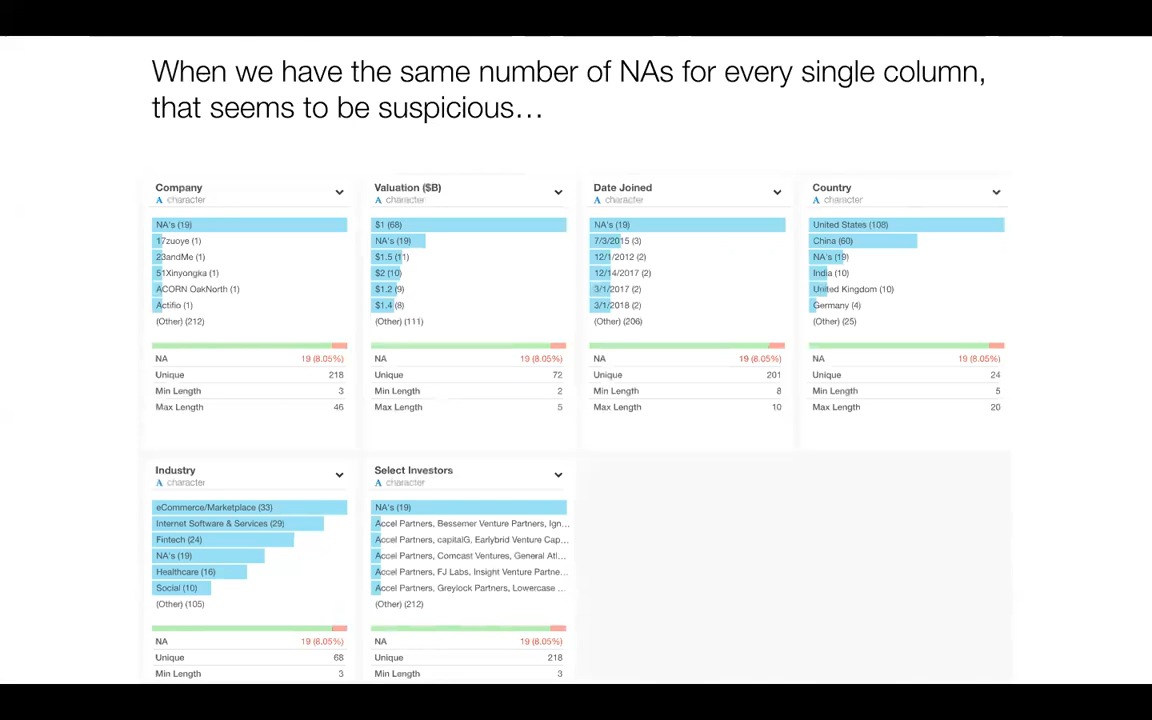 When we have the same number of NAs for every single column,
that seems to be suspicious…
Company
A character
NA's (19)
17zuoye (1)
23andMe (1)
51Xinyongka (1)
ACORN OakNorth (1)
Actifio (1)
(Other) (212)
NA 19 (8.05%)
Unique 218
Min Length 3
Max Length 46
Valuation ($B)
A character
$1 (68)
NA's (19)
$1.5 (11)
$2 (10)
$1.2 (9)
$1.4 (8)
(Other) (111)
NA 19 (8.05%)
Unique 72
Min Length 2
Max Length 5
Date Joined
A character
NA's (19)
7/3/2015 (3)
12/1/2012 (2)
12/14/2017 (2)
3/1/2017 (2)
3/1/2018 (2)
(Other) (206)
NA 19 (8.05%)
Unique 201
Min Length 8
Max Length 10
Country
A character
United States (108)
China (60)
NA's (19)
India (10)
United Kingdom (10)
Germany (4)
(Other) (25)
NA 19 (8.05%)
Unique 24
Min Length 5
Max Length 20
Industry
A character
eCommerce/Marketplace (33)
Internet Software & Services (29)
Fintech (24)
NA's (19)
Healthcare (16)
Social (10)
(Other) (105)
NA 19 (8.05%)
Unique 68
Min Length 3
Select Investors
A character
NA's (19)
Accel Partners, Bessemer Venture Partners, Ign…
Accel Partners, capitalG, Earlybird Venture Cap…
Accel Partners, Comcast Ventures, General Atl…
Accel Partners, FJ Labs, Insight Venture Partne…
Accel Partners, Greylock Partners, Lowercase …
(Other) (212)
NA 19 (8.05%)
Unique 218
Min Length 3